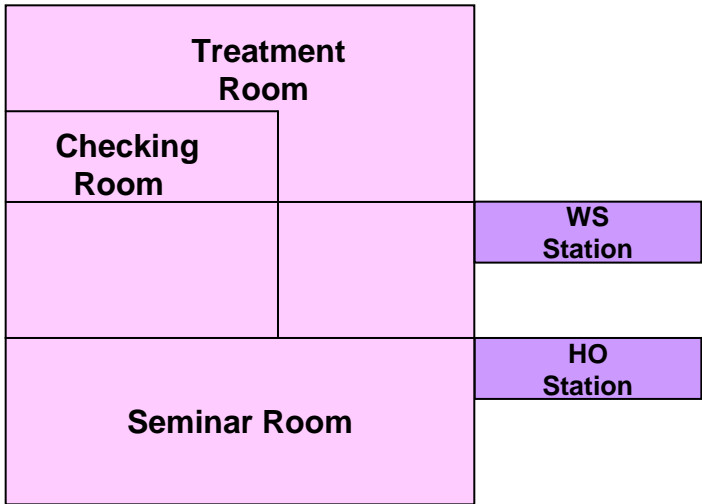 Treatment
Room
Checking
Room
WS
Station
HO
Station
Seminar Room